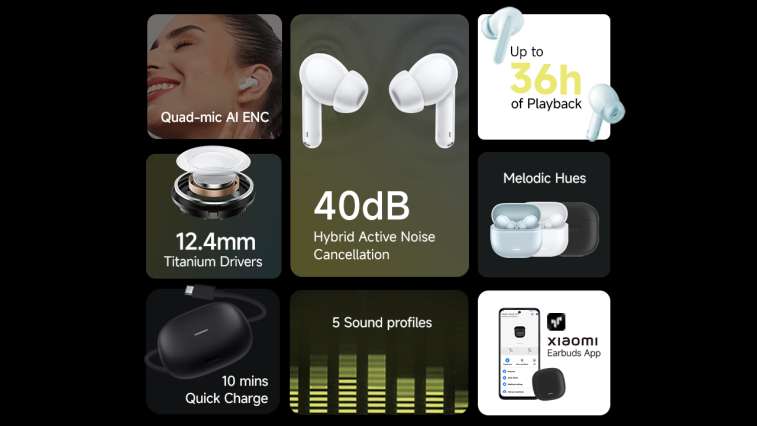 Quad-mic AI ENC
40dB
Hybrid Active Noise
Cancellation
Up to
36h
of Playback
12.4mm
Titanium Drivers
Melodic Hues
10 mins
Quick Charge
5 Sound profiles
xiaomi
Earbuds App